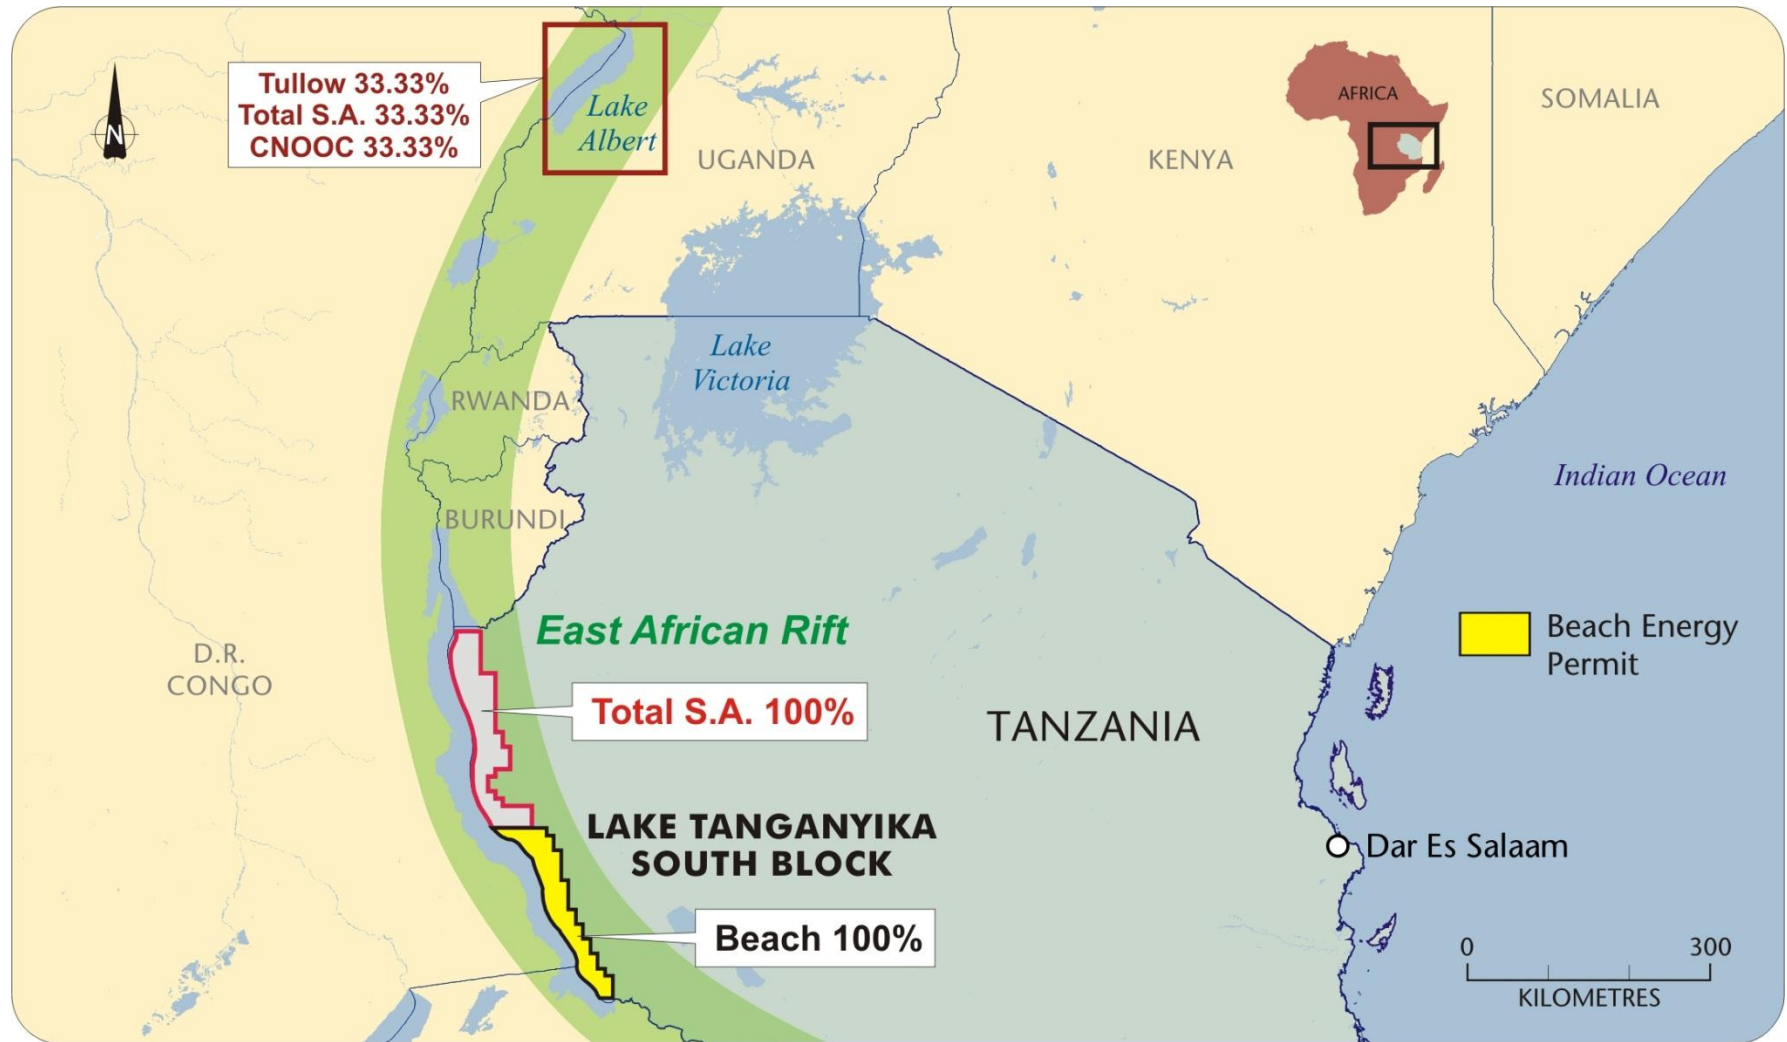 Tullow 33.33%
Total S.A. 33.33%
CNOOC 33.33%
N
Lake
Albert
UGANDA
KENYA
AFRICA
SOMALIA
Lake
Victoria
RWANDA
Indian Ocean
BURUNDI
East African Rift
D.R.
CONGO
Total S.A. 100%
TANZANIA
Beach Energy
Permit
LAKE TANGANYIKA
SOUTH BLOCK
Dar Es Salaam
Beach 100%
0 300
KILOMETRES